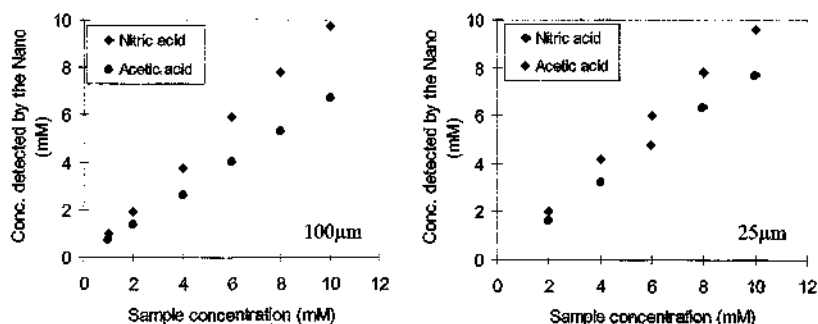 Conc. detected by the Nano
(mM)
10
8
6
4
2
0
Nitric acid
Acetic acid
100µm
0 2 4 6 8 10 12
Sample concentration (mM)
Conc. detected by the Nano
(mM)
10
8
6
4
2
0
Nitric acid
Acetic acid
25µm
0 2 4 6 8 10 12
Sample concentration (mM)